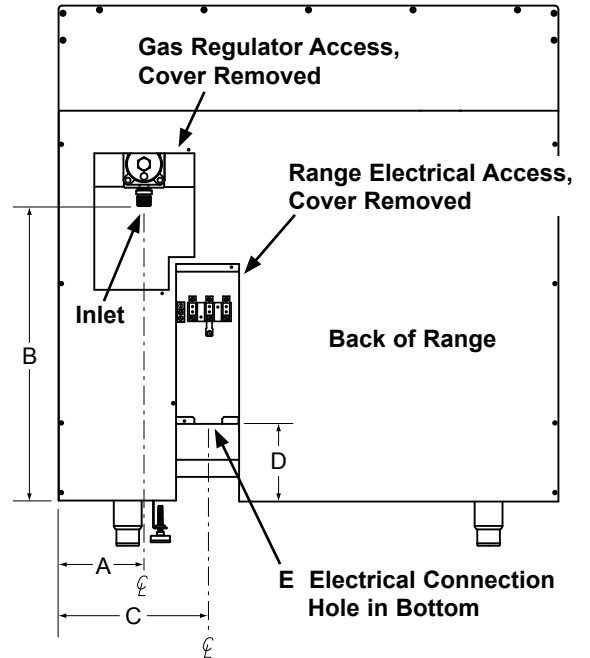 Gas Regulator Access,
Cover Removed
Range Electrical Access,
Cover Removed
Inlet
Back of Range
B
D
A
C
E Electrical Connection
Hole in Bottom
℄
℄